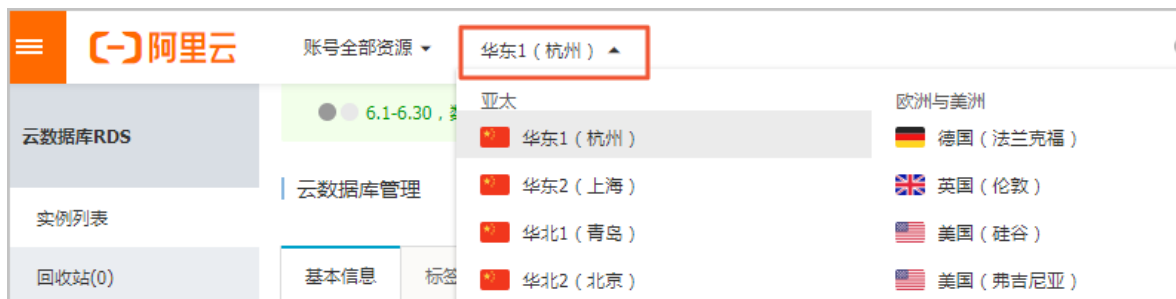 阿里云
账号全部资源
华东1（杭州）
云数据库RDS
实例列表
回收站(0)
6.1-6.30，
云数据库管理
基本信息
标签
亚太
华东1（杭州）
华东2（上海）
华北1（青岛）
华北2（北京）
欧洲与美洲
德国（法兰克福）
英国（伦敦）
美国（硅谷）
美国（弗吉尼亚）